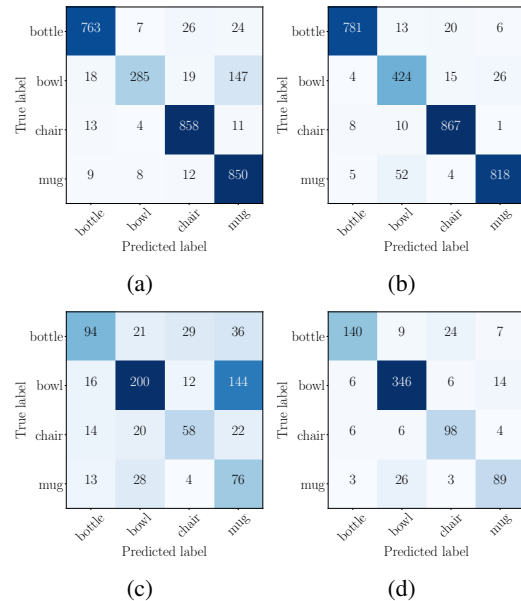 bottle 763 7 26 24
bowl 18 285 19 147
chair 13 4 858 11
mug 9 8 12 850
True label
bottle bowl chair mug
Predicted label
(a)
bottle 781 13 20 6
bowl 4 424 15 26
chair 8 10 867 1
mug 5 52 4 818
True label
bottle bowl chair mug
Predicted label
(b)
bottle 94 21 29 36
bowl 16 200 12 144
chair 14 20 58 22
mug 13 28 4 76
True label
bottle bowl chair mug
Predicted label
(c)
bottle 140 9 24 7
bowl 6 346 6 14
chair 6 6 98 4
mug 3 26 3 89
True label
bottle bowl chair mug
Predicted label
(d)